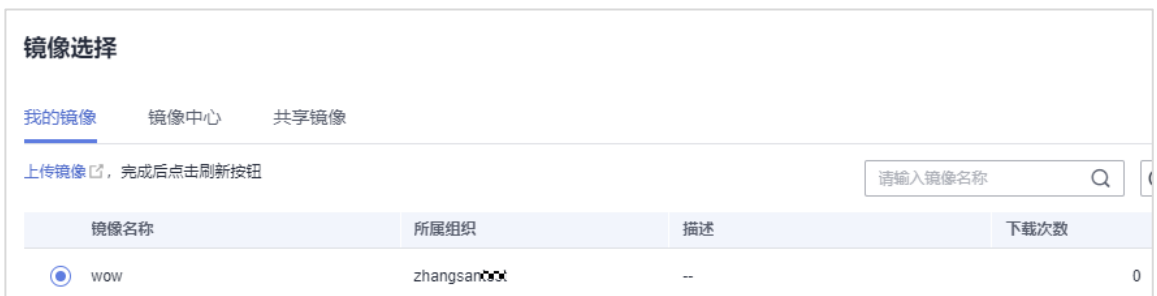 镜像选择
我的镜像 镜像中心 共享镜像
上传镜像, 完成后点击刷新按钮 请输入镜像名称
镜像名称 所属组织 描述 下载次数
wow zhangsan -- 0